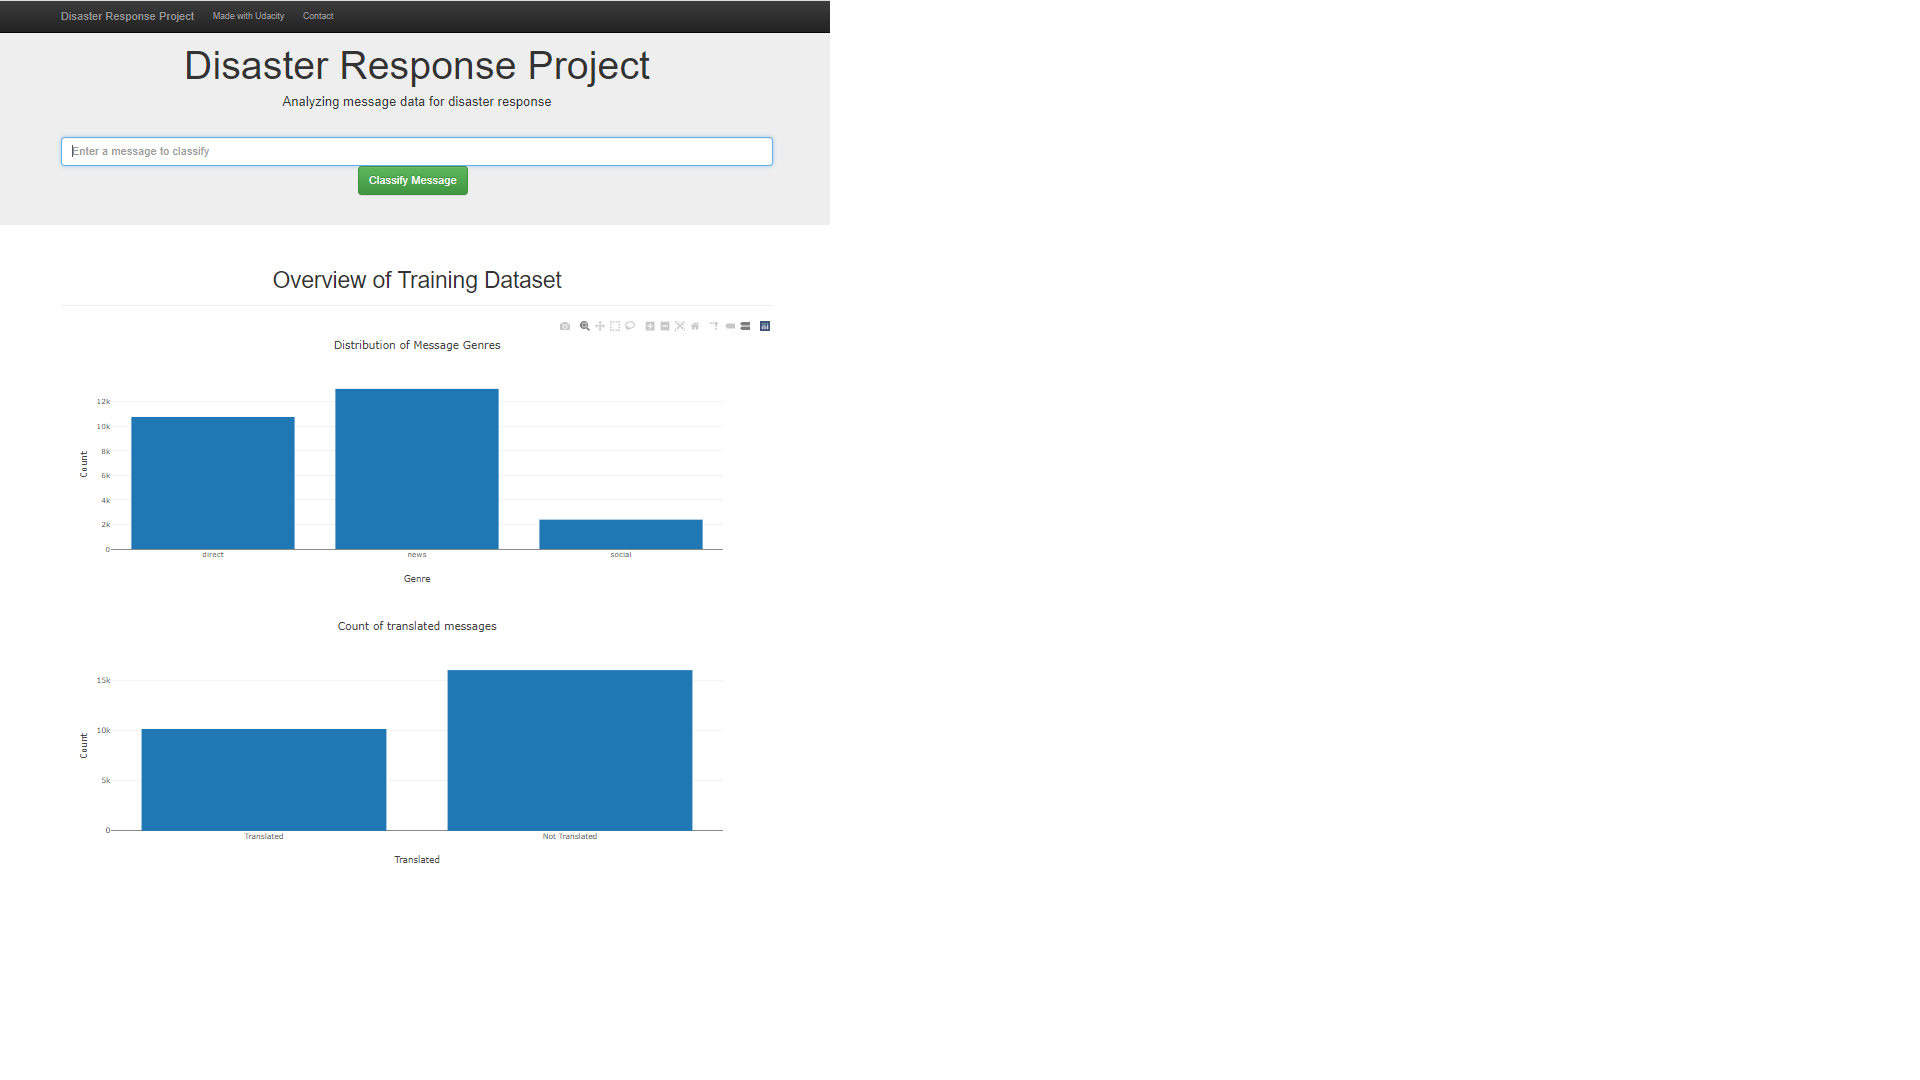 Disaster Response Project Made with Udacity Contact
Disaster Response Project
Analyzing message data for disaster response
Enter a message to classify
Classify Message
Overview of Training Dataset
Distribution of Message Genres
12k
10k
8k
6k
4k
2k
0
Count
direct news social
Genre
Count of translated messages
15k
10k
5k
0
Count
Translated Not Translated
Translated